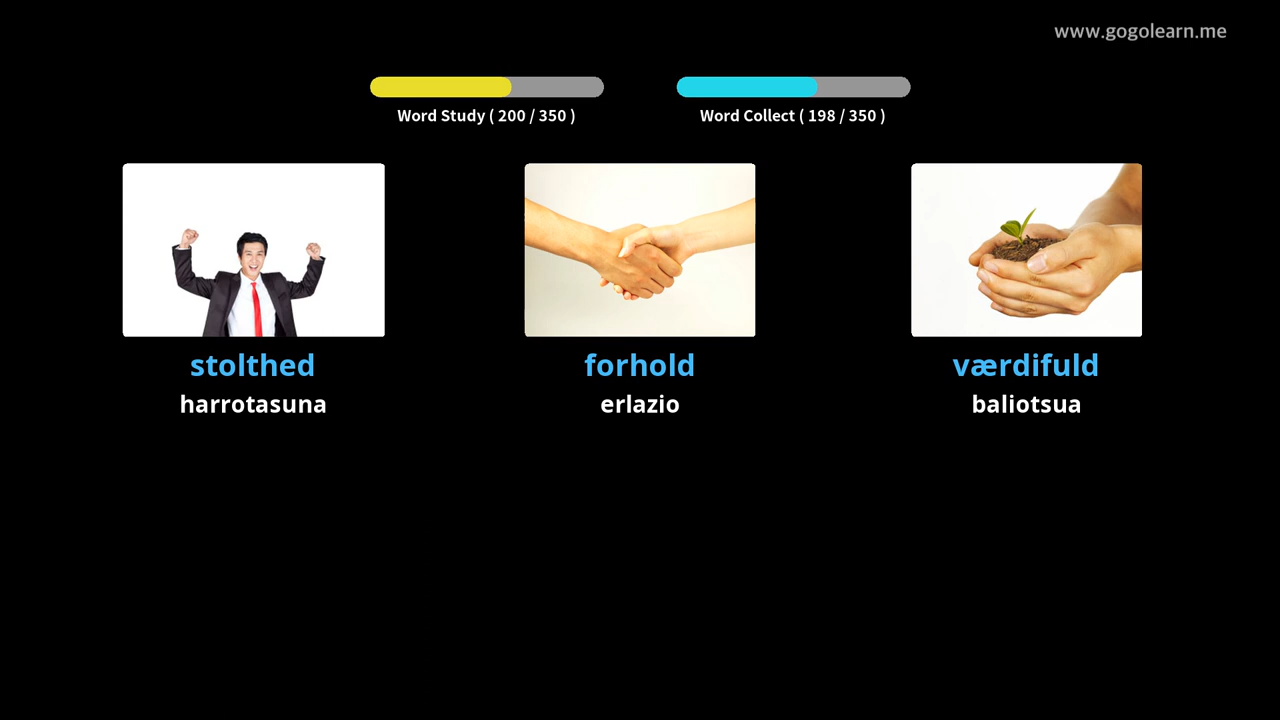 www.gogolearn.me
Word Study ( 200 / 350 )
Word Collect ( 198 / 350 )
stolthed
harrotasuna
forhold
erlazio
værdifuld
baliotsua